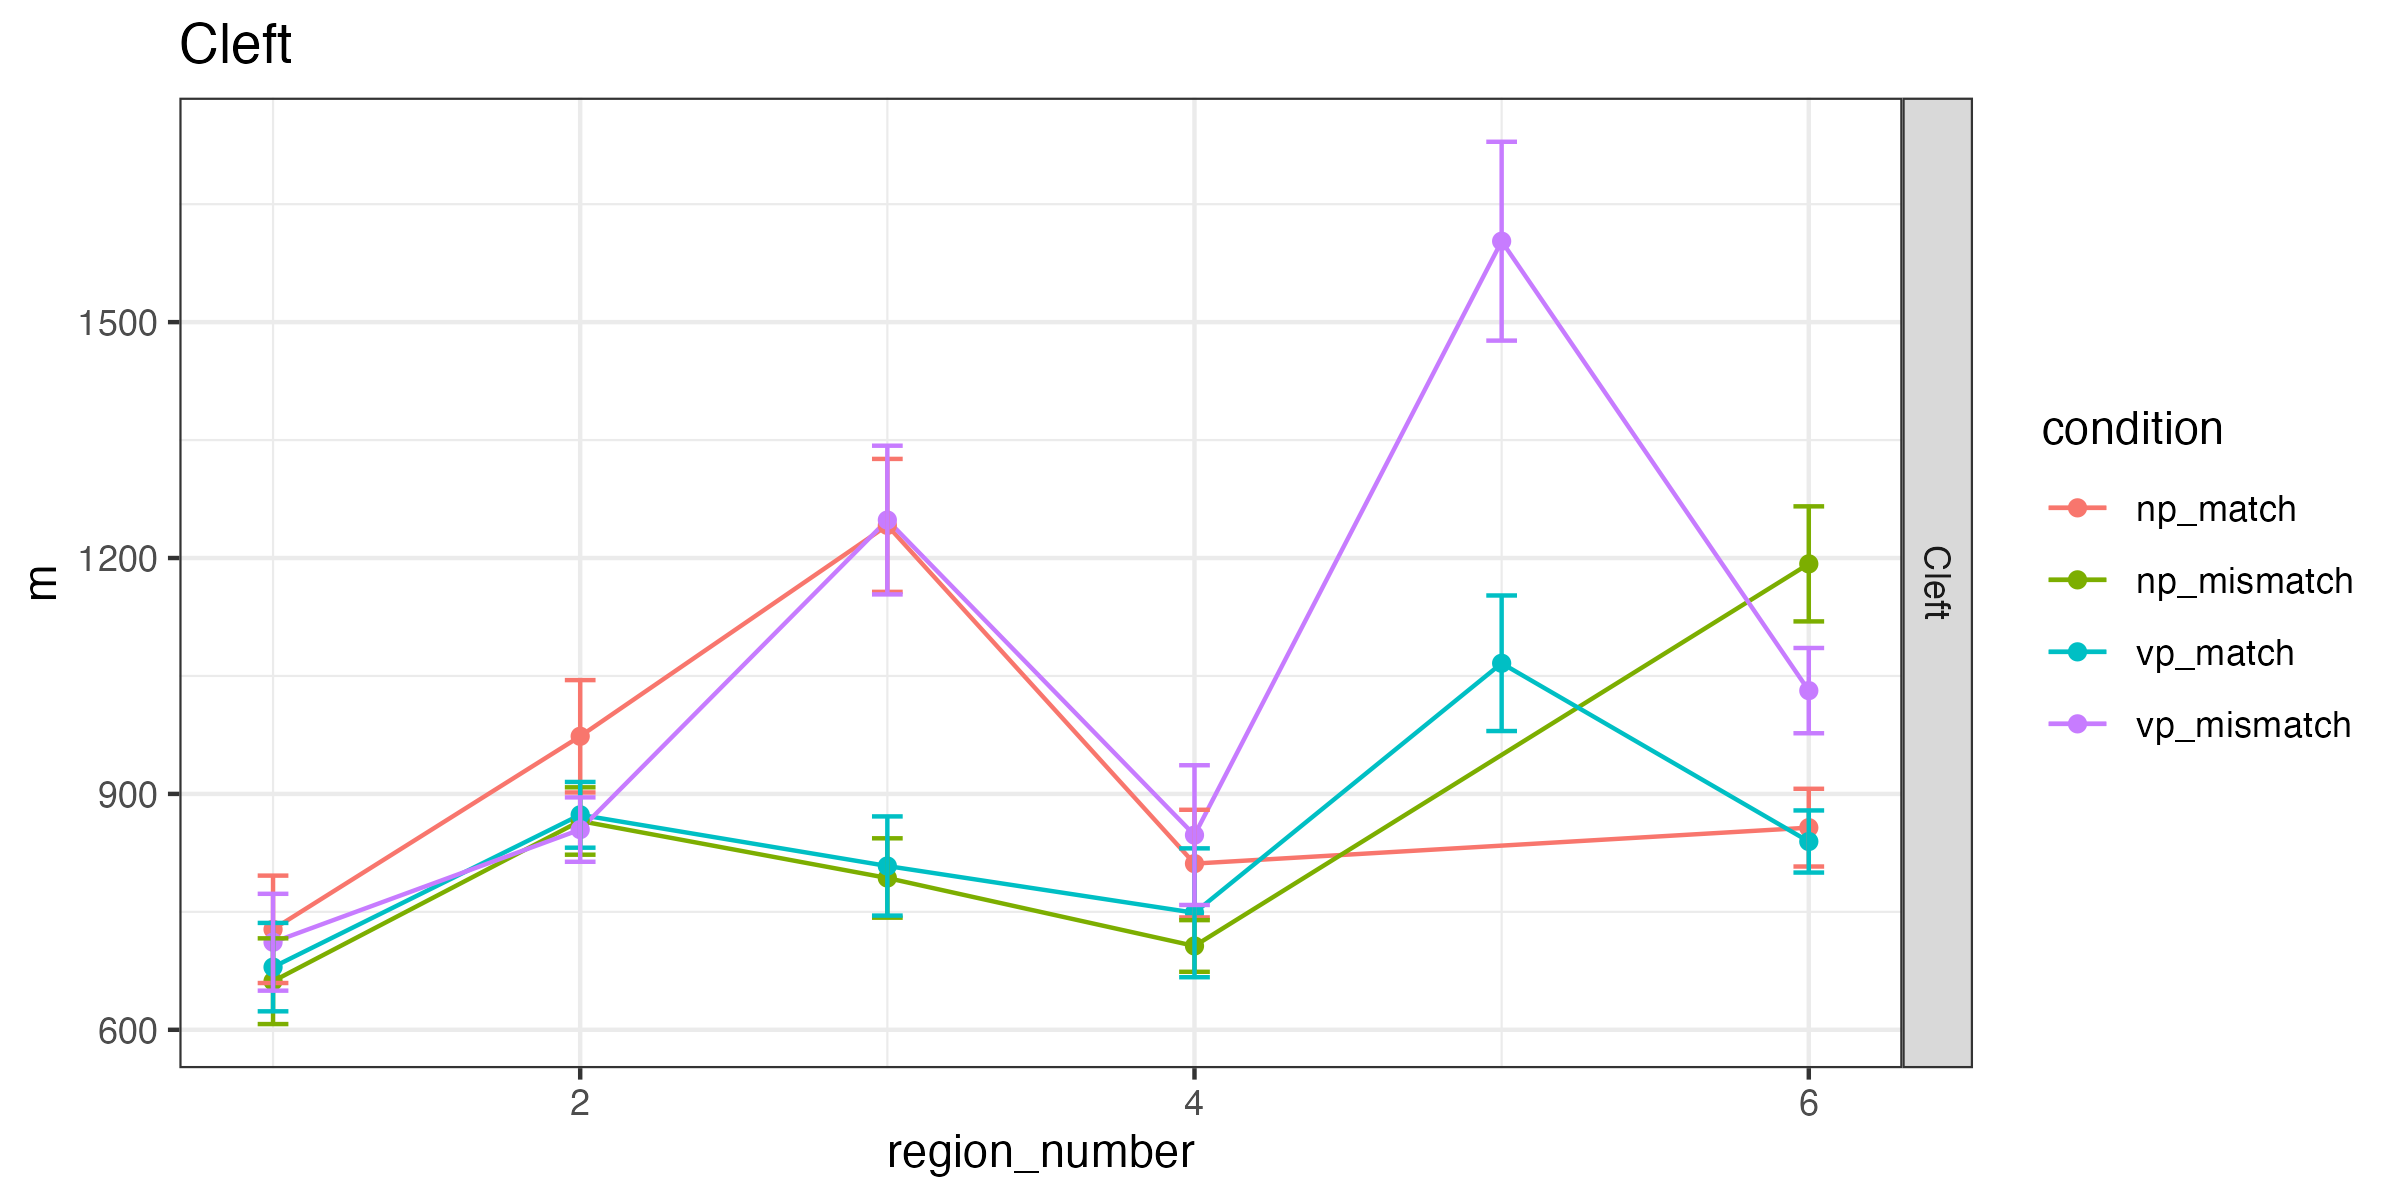 Cleft
1500
1200
900
600
m
2
4
6
region_number
Cleft
condition
np_match
np_mismatch
vp_match
vp_mismatch